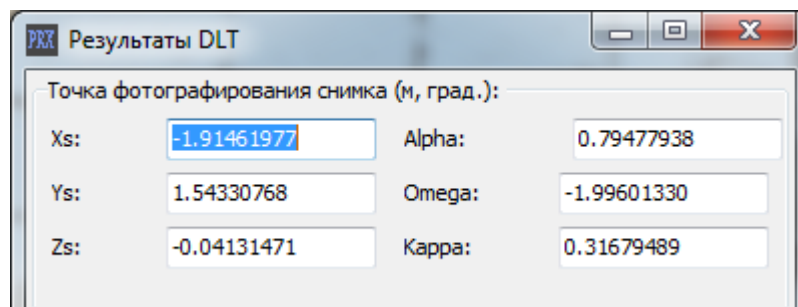 PRX Результаты DLT
Точка фотографирования снимка (м, град.):
Xs: -1.91461977 Alpha: 0.79477938
Ys: 1.54330768 Omega: -1.99601330
Zs: -0.04131471 Kappa: 0.31679489